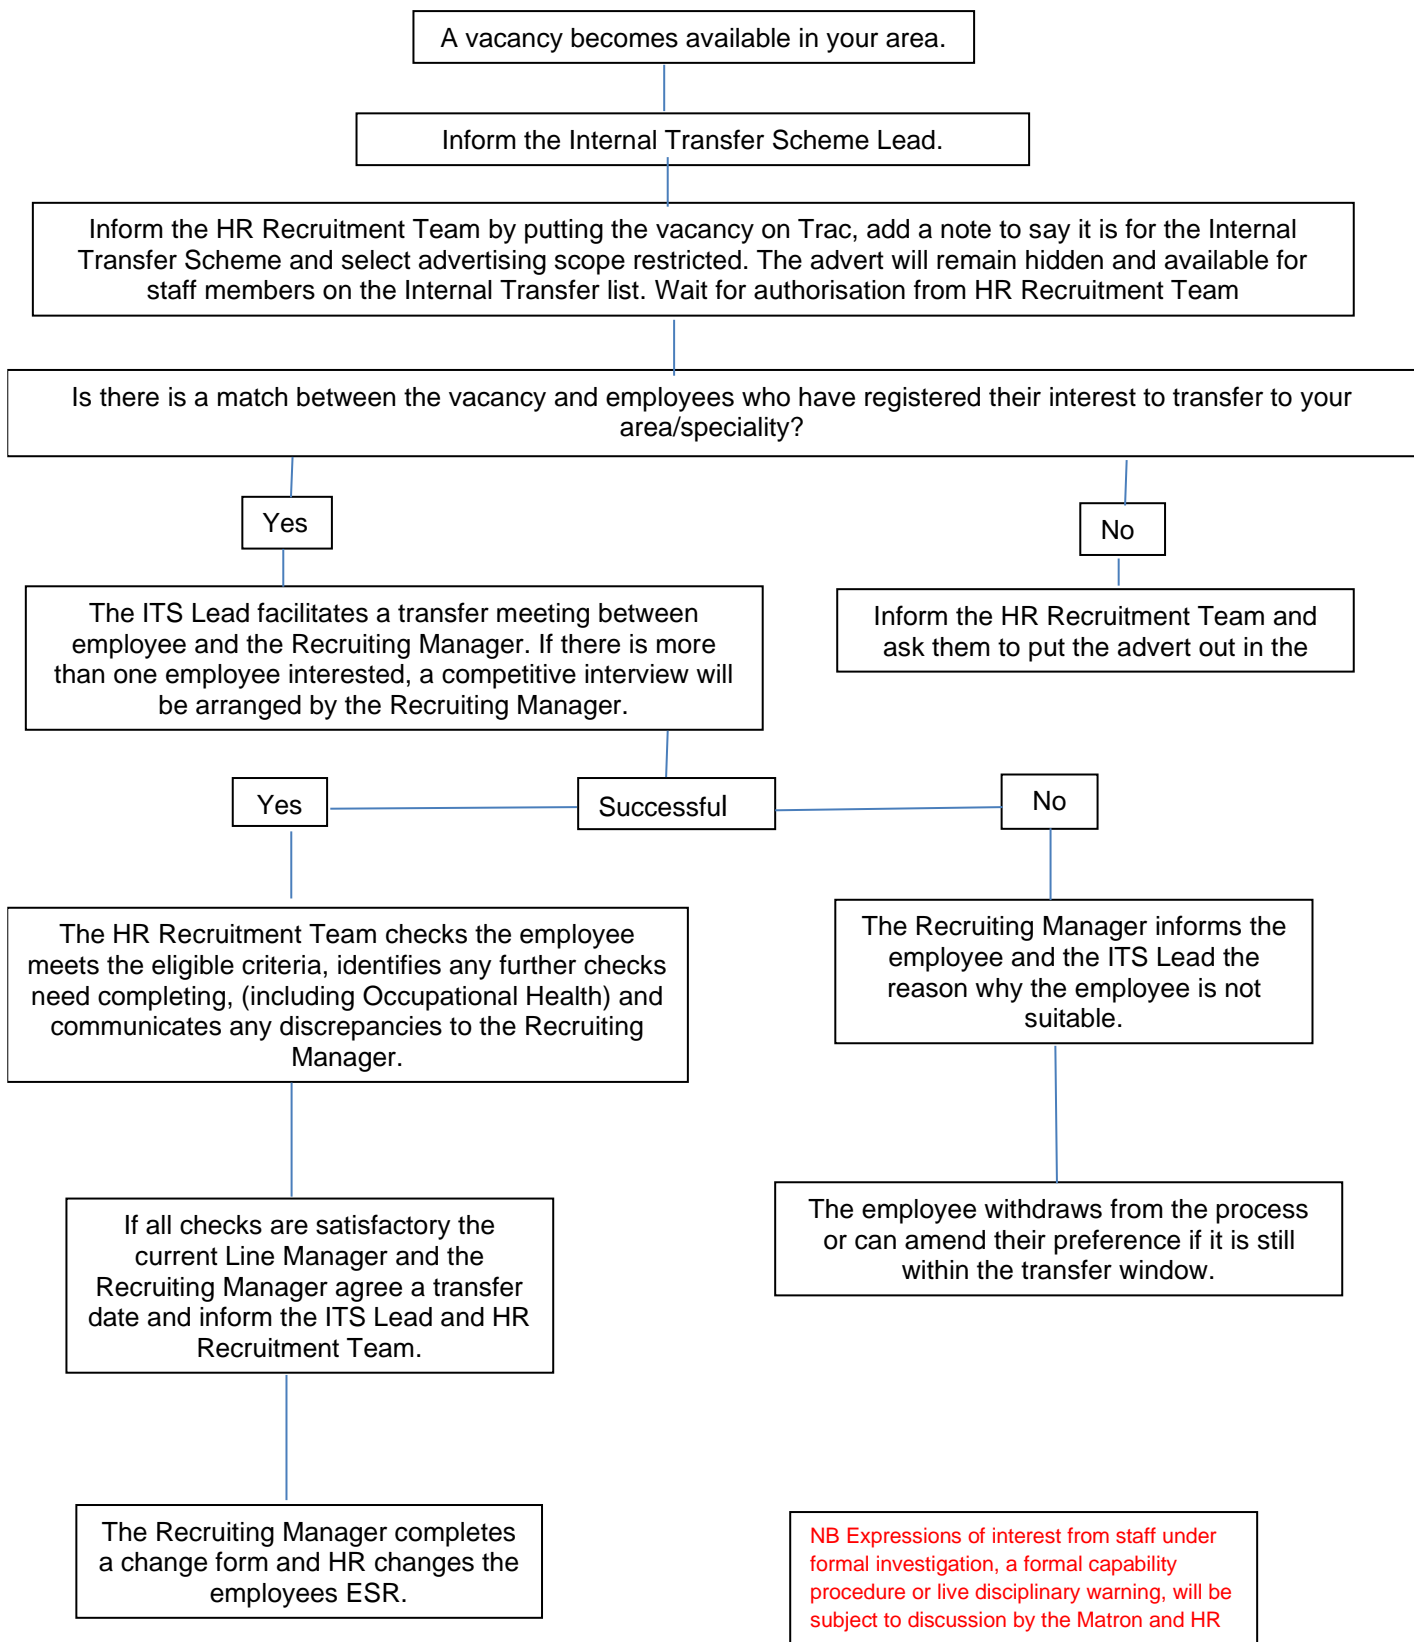 A vacancy becomes available in your area.
Inform the Internal Transfer Scheme Lead.
Inform the HR Recruitment Team by putting the vacancy on Trac, add a note to say it is for the Internal
Transfer Scheme and select advertising scope restricted. The advert will remain hidden and available for
staff members on the Internal Transfer list. Wait for authorisation from HR Recruitment Team
Is there is a match between the vacancy and employees who have registered their interest to transfer to your
area/speciality?
Yes
No
The ITS Lead facilitates a transfer meeting between
employee and the Recruiting Manager. If there is more
than one employee interested, a competitive interview will
be arranged by the Recruiting Manager.
Inform the HR Recruitment Team and
ask them to put the advert out in the
Yes
Successful
No
The HR Recruitment Team checks the employee
meets the eligible criteria, identifies any further checks
need completing, (including Occupational Health) and
communicates any discrepancies to the Recruiting
Manager.
The Recruiting Manager informs the
employee and the ITS Lead the
reason why the employee is not
suitable.
If all checks are satisfactory the
current Line Manager and the
Recruiting Manager agree a transfer
date and inform the ITS Lead and HR
Recruitment Team.
The employee withdraws from the process
or can amend their preference if it is still
within the transfer window.
The Recruiting Manager completes
a change form and HR changes the
employees ESR.
NB Expressions of interest from staff under
formal investigation, a formal capability
procedure or live disciplinary warning, will be
subject to discussion by the Matron and HR